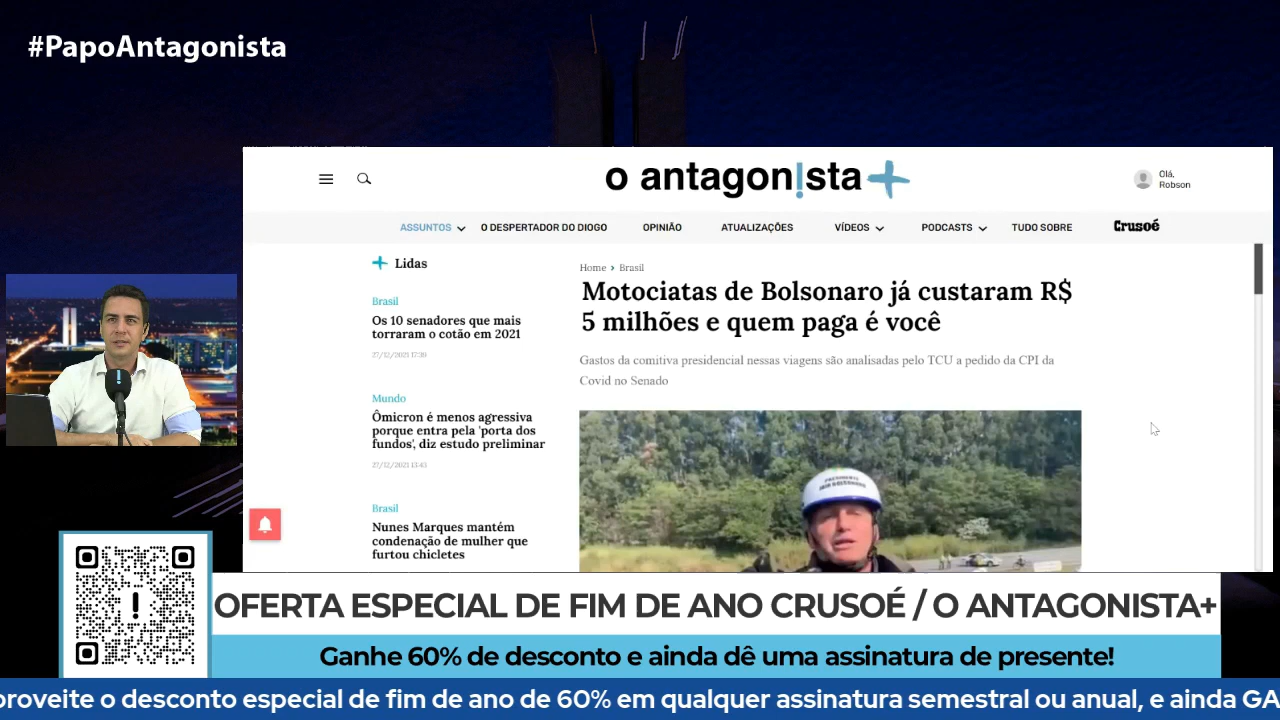 #PapoAntagonista
o antagon!sta+
Olá,
Robson
ASSUNTOS
O DESPERTADOR DO DIOGO
OPINIÃO
ATUALIZAÇÕES
VÍDEOS
PODCASTS
TUDO SOBRE
Crusoé
+ Lidas
Brasil
Os 10 senadores que mais
torraram o cotão em 2021
27/12/2021 17:39
Mundo
Ômicron é menos agressiva
porque entra pela 'porta dos
fundos', diz estudo preliminar
27/12/2021 13:43
Brasil
Nunes Marques mantém
condenação de mulher que
furtou chicletes
Home › Brasil
Motociatas de Bolsonaro já custaram R$
5 milhões e quem paga é você
Gastos da comitiva presidencial nessas viagens são analisadas pelo TCU a pedido da CPI da
Covid no Senado
PRESIDENTE
JAIR BOLSONARO
OFERTA ESPECIAL DE FIM DE ANO CRUSOÉ / O ANTAGONISTA+
Ganhe 60% de desconto e ainda dê uma assinatura de presente!
proveite o desconto especial de fim de ano de 60% em qualquer assinatura semestral ou anual, e ainda GA